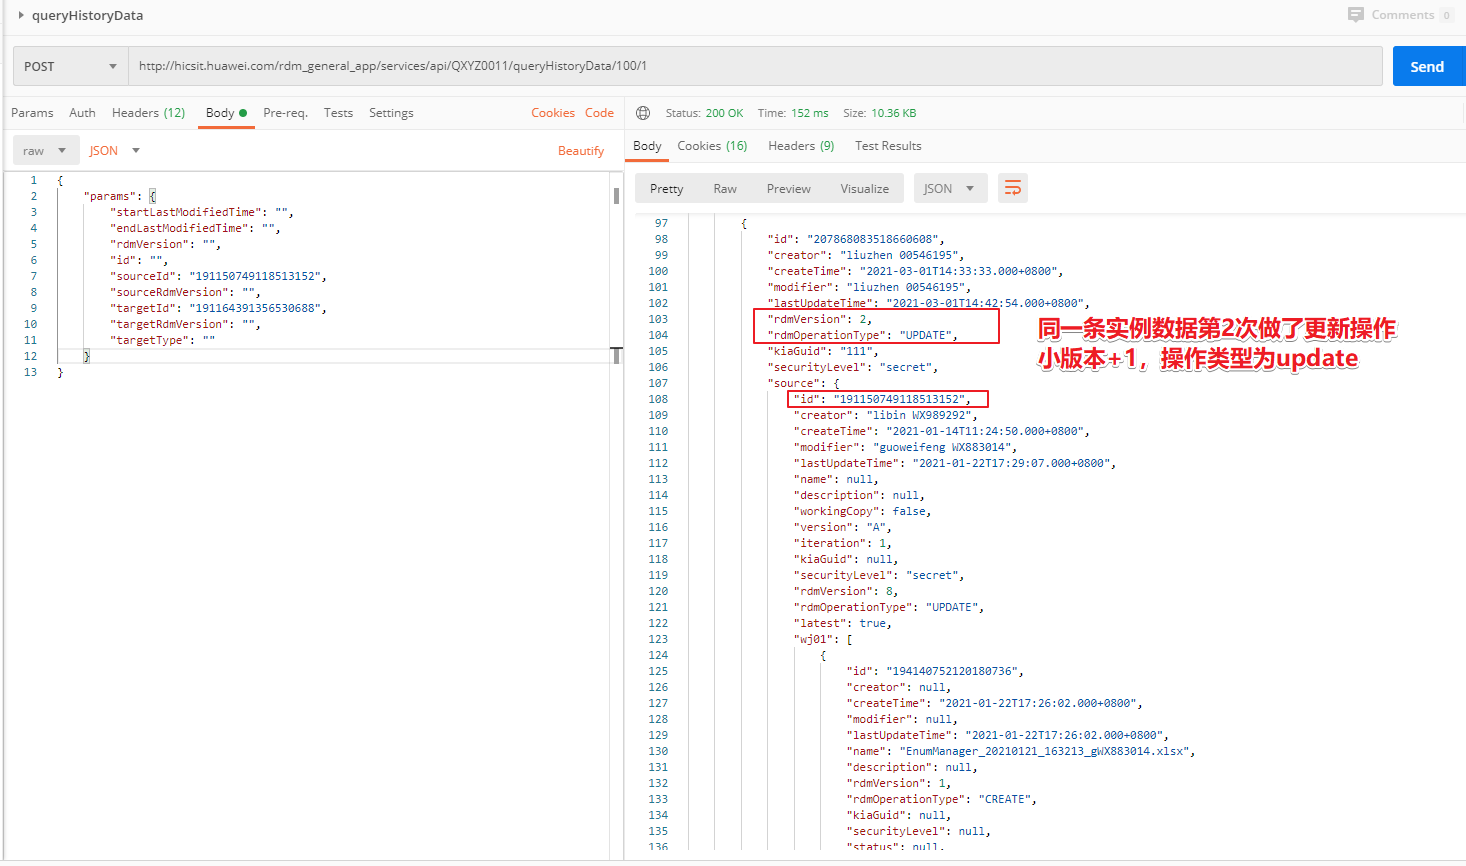 queryHistoryData
Comments 0
POST
http://hicsit.huawei.com/rdm_general_app/services/api/QXYZ0011/queryHistoryData/100/1
Send
Params Auth Headers (12) Body Pre-req. Tests Settings Cookies Code
raw JSON Beautify
1 {
2 "params": {
3 "startLastModifiedTime": "",
4 "endLastModifiedTime": "",
5 "rdmVersion": "",
6 "id": "",
7 "sourceId": "191150749118513152",
8 "sourceRdmVersion": "",
9 "targetId": "191164391356530688",
10 "targetRdmVersion": "",
11 "targetType": ""
12 }
13 }
Status: 200 OK Time: 152 ms Size: 10.36 KB
Body Cookies (16) Headers (9) Test Results
Pretty Raw Preview Visualize JSON
97 {
98 "id": "207868083518660608",
99 "creator": "liuzhen 00546195",
100 "createTime": "2021-03-01T14:33:33.000+0800",
101 "modifier": "liuzhen 00546195",
102 "lastUpdateTime": "2021-03-01T14:42:54.000+0800",
103 "rdmVersion": 2,
104 "rdmOperationType": "UPDATE",
105 "kiaGuid": "111",
106 "securityLevel": "secret",
107 "source": {
108 "id": "191150749118513152",
109 "creator": "libin WX989292",
110 "createTime": "2021-01-14T11:24:50.000+0800",
111 "modifier": "guoweifeng WX883014",
112 "lastUpdateTime": "2021-01-22T17:29:07.000+0800",
113 "name": null,
114 "description": null,
115 "workingCopy": false,
116 "version": "A",
117 "iteration": 1,
118 "kiaGuid": null,
119 "securityLevel": "secret",
120 "rdmVersion": 8,
121 "rdmOperationType": "UPDATE",
122 "latest": true,
123 "wj01": [
124 {
125 "id": "194140752120180736",
126 "creator": null,
127 "createTime": "2021-01-22T17:26:02.000+0800",
128 "modifier": null,
129 "lastUpdateTime": "2021-01-22T17:26:02.000+0800",
130 "name": "EnumManager_20210121_163213_gWX883014.xlsx",
131 "description": null,
132 "rdmVersion": 1,
133 "rdmOperationType": "CREATE",
134 "kiaGuid": null,
135 "securityLevel": null,
136 "status": null,
同一条实例数据第2次做了更新操作
小版本+1，操作类型为update